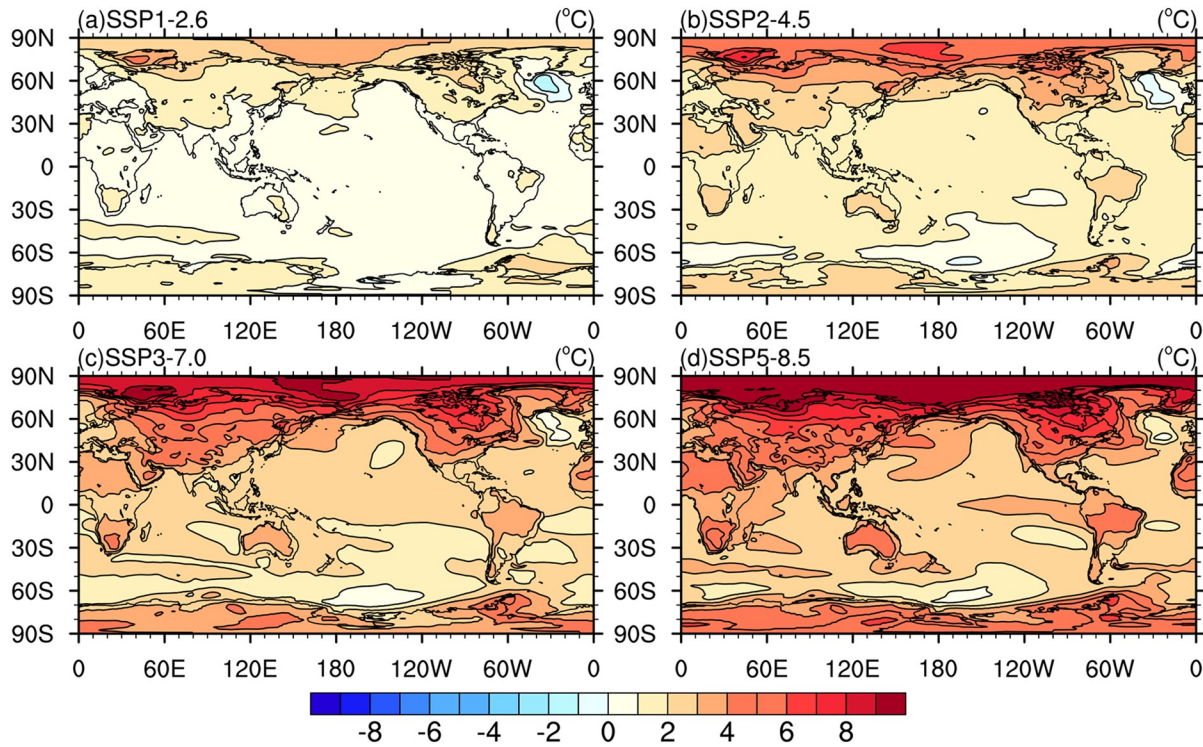 (a)SSP1-2.6 (°C) (b)SSP2-4.5 (°C)
90N 90N
60N 60N
30N 30N
0 0
30S 30S
60S 60S
90S 90S
0 60E 120E 180 120W 60W 0 0 60E 120E 180 120W 60W 0
(c)SSP3-7.0 (°C) (d)SSP5-8.5 (°C)
90N 90N
60N 60N
30N 30N
0 0
30S 30S
60S 60S
90S 90S
0 60E 120E 180 120W 60W 0 0 60E 120E 180 120W 60W 0
-8 -6 -4 -2 0 2 4 6 8